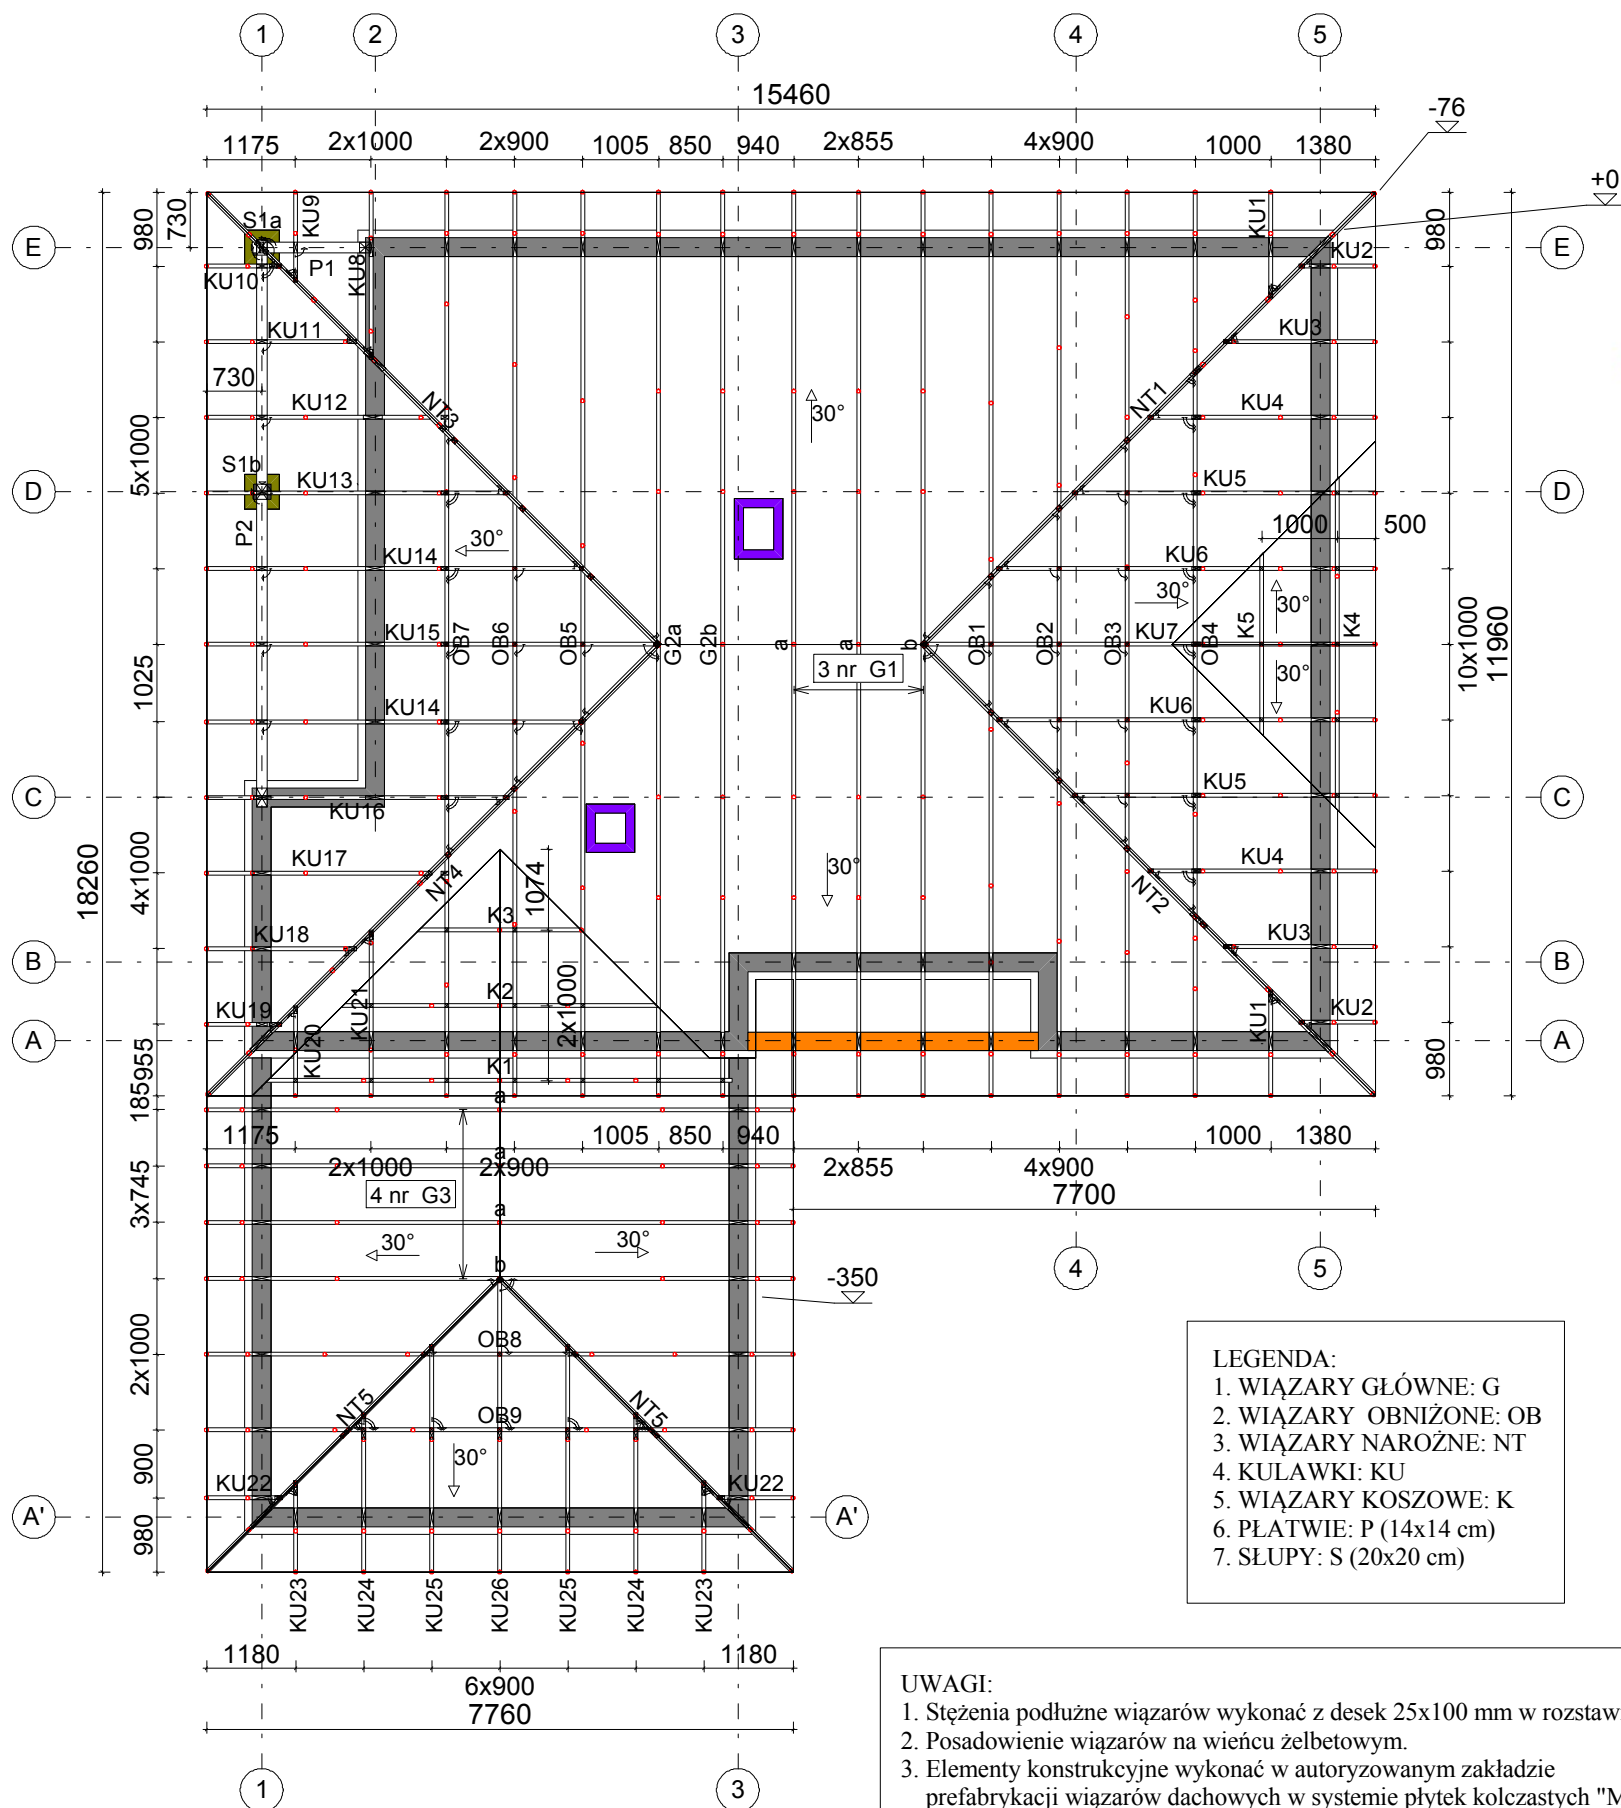 1 2 3 4 5
15460
-76
1175 2x1000 2x900 1005 850 940 2x855 4x900 1000 1380
+0
980 730 S1a KU9 KU1 980
E P1 KU8 KU2 E
KU10
KU11 KU3
730
KU12 NT3 30° NT1 KU4
5x1000
S1b
D KU13 KU5 D
P2 1000 500
30° KU14 KU6
30° 30°
KU15 OB7 OB6 OB5 G2a G2b a a b OB1 OB2 OB3 KU7 OB4 K5 K4
3 nr G1
1025 30° 10x1000 11960
KU14 KU6
C KU16 KU5 C
18260 4x1000 KU17 NT4 1074 30° NT2 KU4
K3
KU18 KU3
B B
K2
KU19 KU21 2x1000 KU1 KU2
A KU20 A
955 K1 980
185 a
1175 1005 850 940 1000 1380
a
2x1000 2x900 2x855 4x900
3x745 4 nr G3 7700
a
30° 30°
b 4 5
-350
2x1000 OB8
NT5 NT5
OB9
900 30°
KU22 KU22
A' A'
980
KU23 KU24 KU25 KU26 KU25 KU24 KU23
1180 1180
6x900
7760
1 3
LEGENDA:
1. WIĄZARY GŁÓWNE: G
2. WIĄZARY OBNIŻONE: OB
3. WIĄZARY NAROŻNE: NT
4. KULAWKI: KU
5. WIĄZARY KOSZOWE: K
6. PŁATWIE: P (14x14 cm)
7. SŁUPY: S (20x20 cm)
UWAGI:
1. Stężenia podłużne wiązarów wykonać z desek 25x100 mm w rozstaw
2. Posadowienie wiązarów na wieńcu żelbetowym.
3. Elementy konstrukcyjne wykonać w autoryzowanym zakładzie
prefabrykacji wiązarów dachowych w systemie płytek kolczastych "M